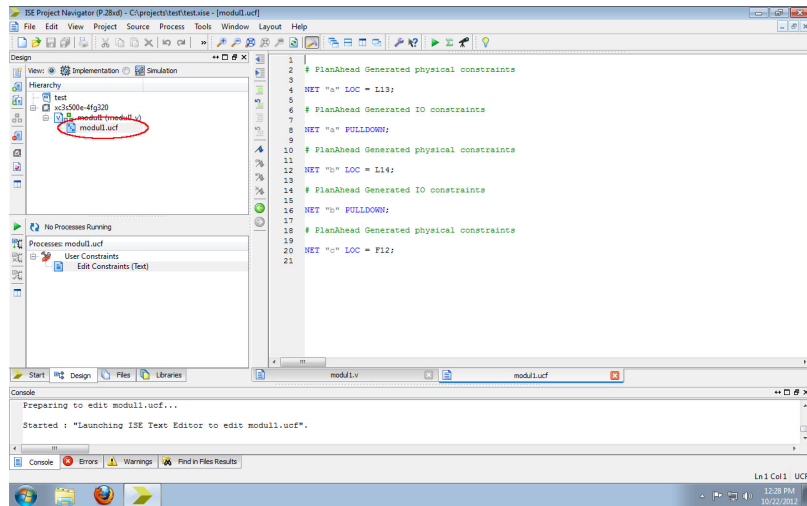 ISE Project Navigator (P.28xd) - C:\projects\test\test.xise - [modul1.ucf]
File Edit View Project Source Process Tools Window Layout Help
Design
View: Implementation Simulation
Hierarchy
test
xc3s500e-4fg320
modul1 (modul1.v)
modul1.ucf
No Processes Running
Processes: modul1.ucf
User Constraints
Edit Constraints (Text)
Start Design Files Libraries
1
2 # PlanAhead Generated physical constraints
3
4 NET "a" LOC = L13;
5
6 # PlanAhead Generated IO constraints
7
8 NET "a" PULLDOWN;
9
10 # PlanAhead Generated physical constraints
11
12 NET "b" LOC = L14;
13
14 # PlanAhead Generated IO constraints
15
16 NET "b" PULLDOWN;
17
18 # PlanAhead Generated physical constraints
19
20 NET "c" LOC = F12;
21
modul1.v modul1.ucf
Console
Preparing to edit modul1.ucf...
Started : "Launching ISE Text Editor to edit modul1.ucf".
Console Errors Warnings Find in Files Results
Ln 1 Col 1 UCF
12:28 PM
10/22/2012